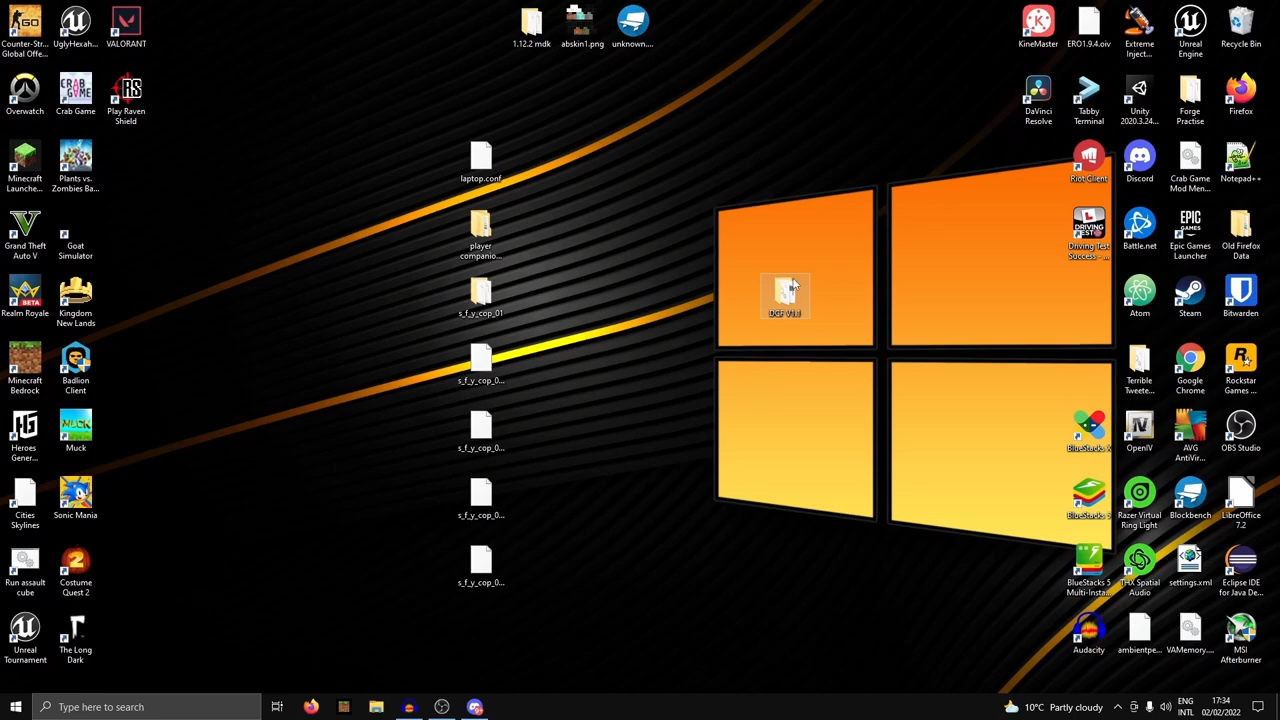 Counter-Str...
Global Offe...
UglyHexah...
VALORANT
1.12.2 mdk
abskin1.png
unknown....
KineMaster
ERO1.9.4.oiv
Extreme
Inject...
Unreal
Engine
Recycle Bin
Overwatch
Crab Game
Play Raven
Shield
DaVinci
Resolve
Tabby
Terminal
Unity
2020.3.24...
Forge
Practise
Firefox
Minecraft
Launche...
Plants vs.
Zombies Ba...
laptop.conf
Riot Client
Discord
Crab Game
Mod Men...
Notepad++
Grand Theft
Auto V
Goat
Simulator
player
companio...
Driving Test
Success - ...
Battle.net
Epic Games
Launcher
Old Firefox
Data
Realm Royale
Kingdom
New Lands
s_f_y_cop_01
DCF V1.1
Atom
Steam
Bitwarden
Minecraft
Bedrock
Badlion
Client
s_f_y_cop_0...
Terrible
Tweete...
Google
Chrome
Rockstar
Games ...
Heroes
Gener...
Muck
s_f_y_cop_0...
BlueStacks X
OpenIV
AVG
AntiVir...
OBS Studio
Cities
Skylines
Sonic Mania
s_f_y_cop_0...
BlueStacks 5
Razer Virtual
Ring Light
Blockbench
LibreOffice
7.2
Run assault
cube
Costume
Quest 2
s_f_y_cop_0...
BlueStacks 5
Multi-Insta...
THX Spatial
Audio
settings.xml
Eclipse IDE
for Java De...
Unreal
Tournament
The Long
Dark
Audacity
ambientpe...
VAMemory....
MSI
Afterburner
Type here to search
10°C Partly cloudy
ENG
INTL
17:34
02/02/2022